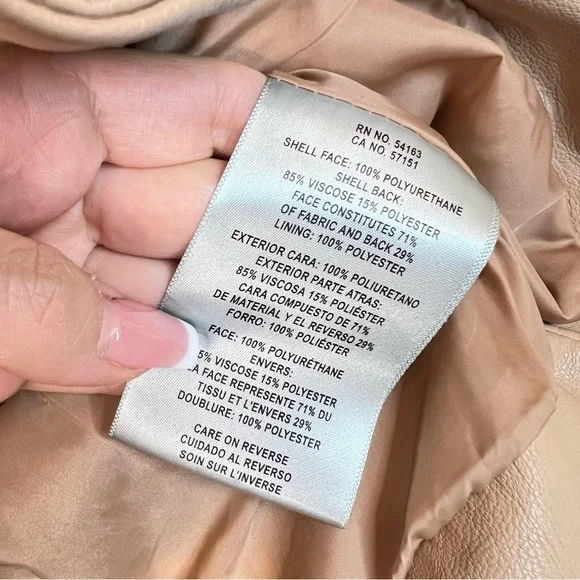 RN NO. 54163
CA NO. 57151
SHELL FACE: 100% POLYURETHANE
SHELL BACK:
85% VISCOSE 15% POLYESTER
FACE CONSTITUTES 71%
OF FABRIC AND BACK 29%
LINING: 100% POLYESTER
EXTERIOR CARA: 100% POLIURETANO
EXTERIOR PARTE ATRAS:
85% VISCOSA 15% POLIÉSTER
CARA COMPUESTO DE 71%
DE MATERIAL Y EL REVERSO 29%
FORRO: 100% POLIÉSTER
FACE: 100% POLYURÉTHANE
ENVERS:
5% VISCOSE 15% POLYESTER
A FACE REPRESENTE 71% DU
TISSU ET L'ENVERS 29%
DOUBLURE: 100% POLYESTER
CARE ON REVERSE
CUIDADO AL REVERSO
SOIN SUR L'INVERSE